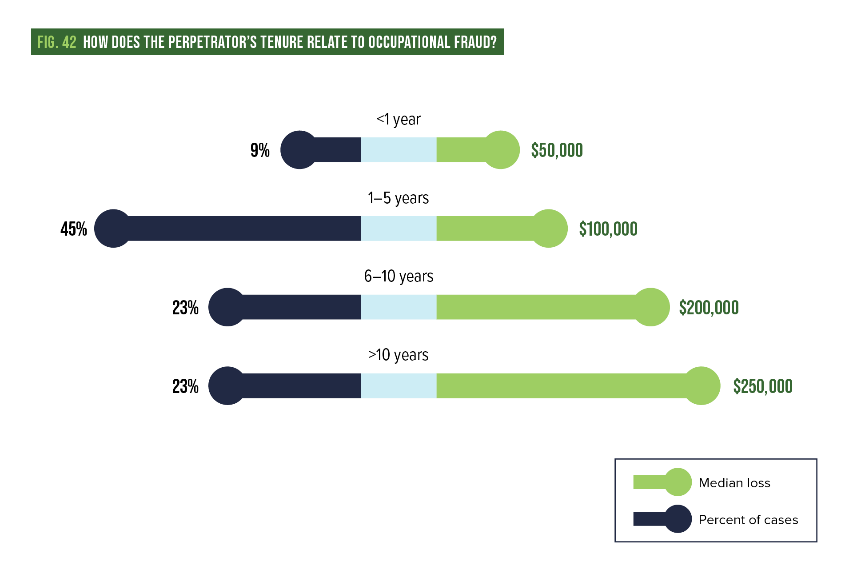 FIG. 42 HOW DOES THE PERPETRATOR'S TENURE RELATE TO OCCUPATIONAL FRAUD?
<1 year
9% $50,000
1–5 years
45% $100,000
6–10 years
23% $200,000
>10 years
23% $250,000
Median loss
Percent of cases